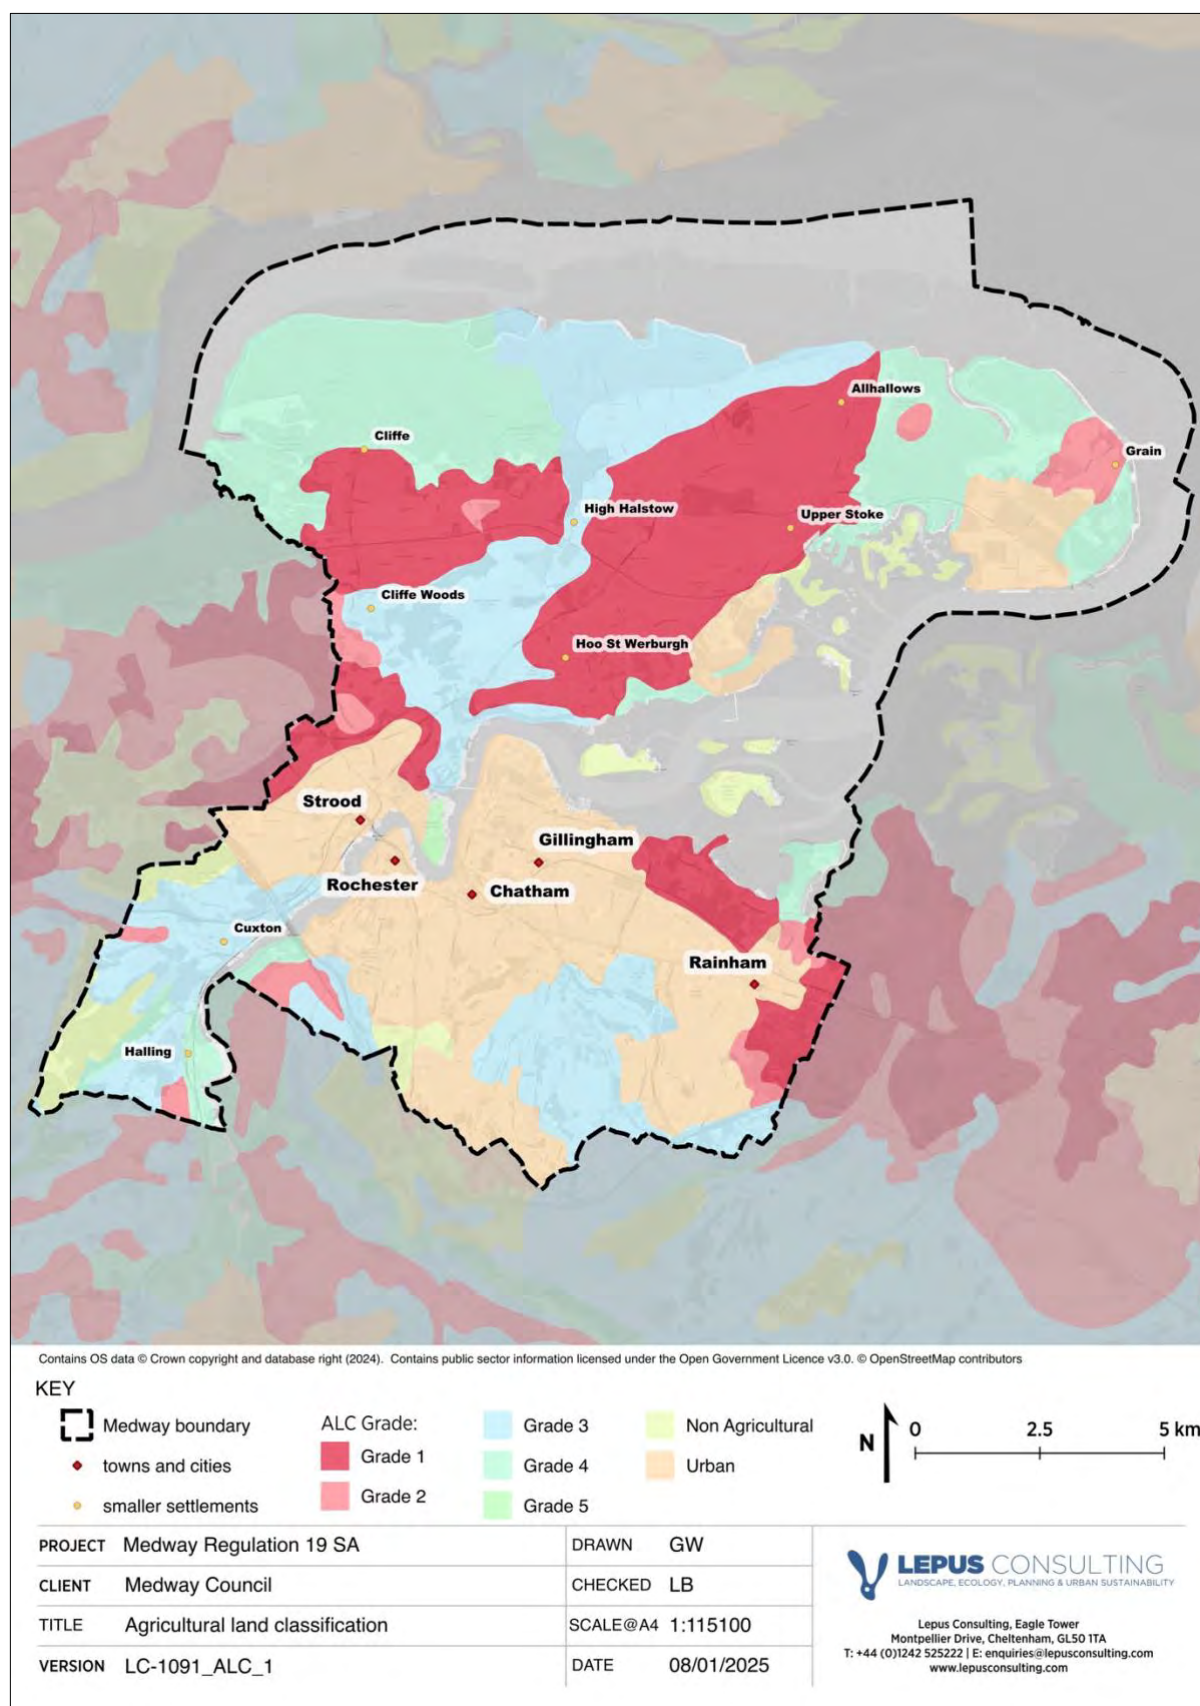 Allhallows
Cliffe
Grain
High Halstow
Upper Stoke
Cliffe Woods
Hoo St Werburgh
Strood
Gillingham
Rochester
Chatham
Cuxton
Rainham
Halling
Contains OS data © Crown copyright and database right (2024). Contains public sector information licensed under the Open Government Licence v3.0. © OpenStreetMap contributors
KEY
Medway boundary
towns and cities
smaller settlements
ALC Grade:
Grade 1
Grade 2
Grade 3
Grade 4
Grade 5
Non Agricultural
Urban
N
0 2.5 5 km
PROJECT Medway Regulation 19 SA
CLIENT Medway Council
TITLE Agricultural land classification
VERSION LC-1091_ALC_1
DRAWN GW
CHECKED LB
SCALE@A4 1:115100
DATE 08/01/2025
LEPUS CONSULTING
LANDSCAPE, ECOLOGY, PLANNING & URBAN SUSTAINABILITY
Lepus Consulting, Eagle Tower
Montpellier Drive, Cheltenham, GL50 1TA
T: +44 (0)1242 525222 | E: enquiries@lepusconsulting.com
www.lepusconsulting.com